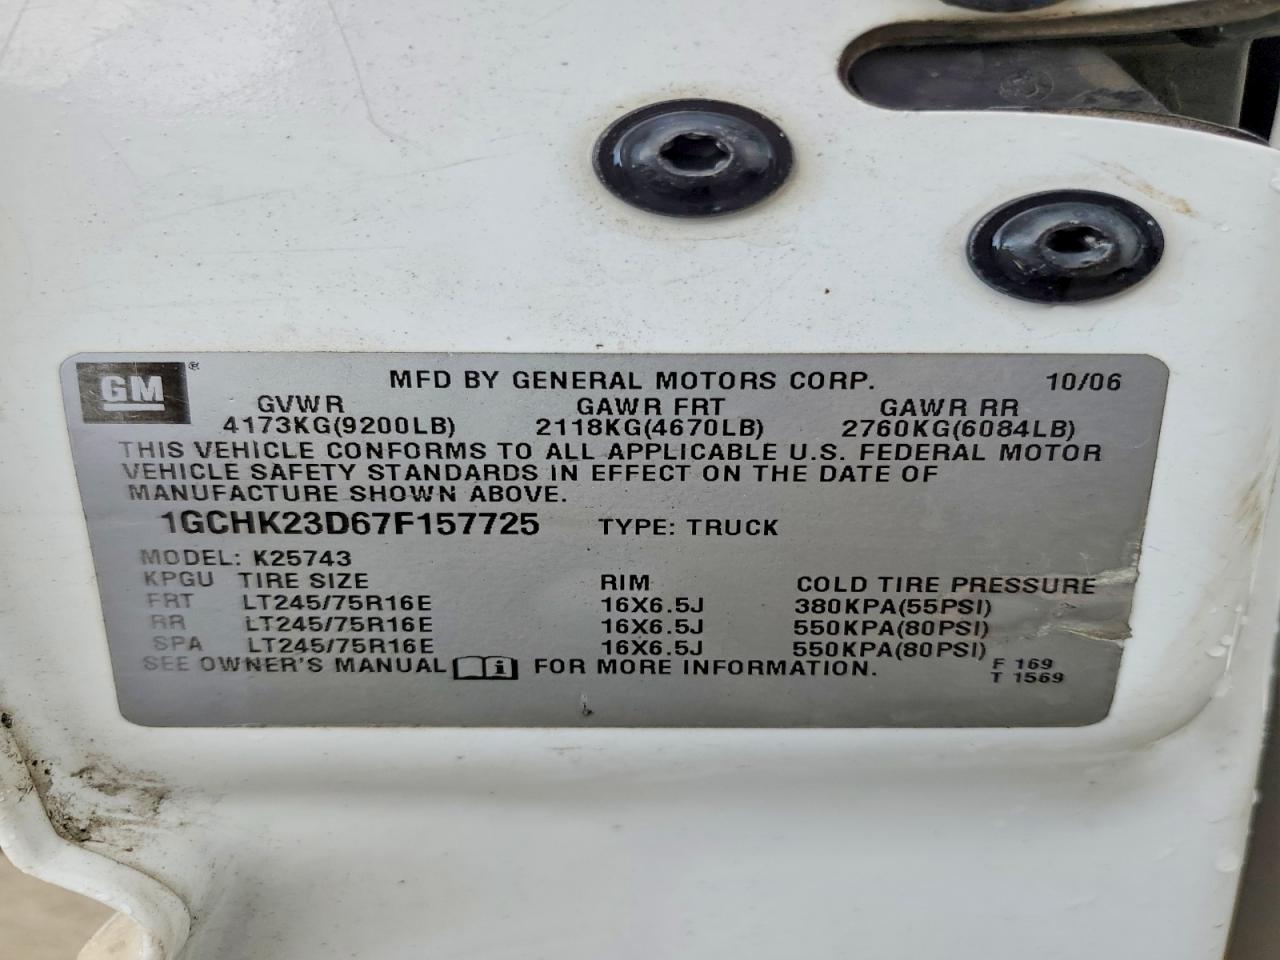 GM ® MFD BY GENERAL MOTORS CORP. 10/06
GVWR GAWR FRT GAWR RR
4173KG(9200LB) 2118KG(4670LB) 2760KG(6084LB)
THIS VEHICLE CONFORMS TO ALL APPLICABLE U.S. FEDERAL MOTOR
VEHICLE SAFETY STANDARDS IN EFFECT ON THE DATE OF
MANUFACTURE SHOWN ABOVE.
1GCHK23D67F157725 TYPE: TRUCK
MODEL: K25743
KPGU TIRE SIZE RIM COLD TIRE PRESSURE
FRT LT245/75R16E 16X6.5J 380KPA(55PSI)
RR LT245/75R16E 16X6.5J 550KPA(80PSI)
SPA LT245/75R16E 16X6.5J 550KPA(80PSI)
SEE OWNER'S MANUAL i FOR MORE INFORMATION. F 169
T 1569